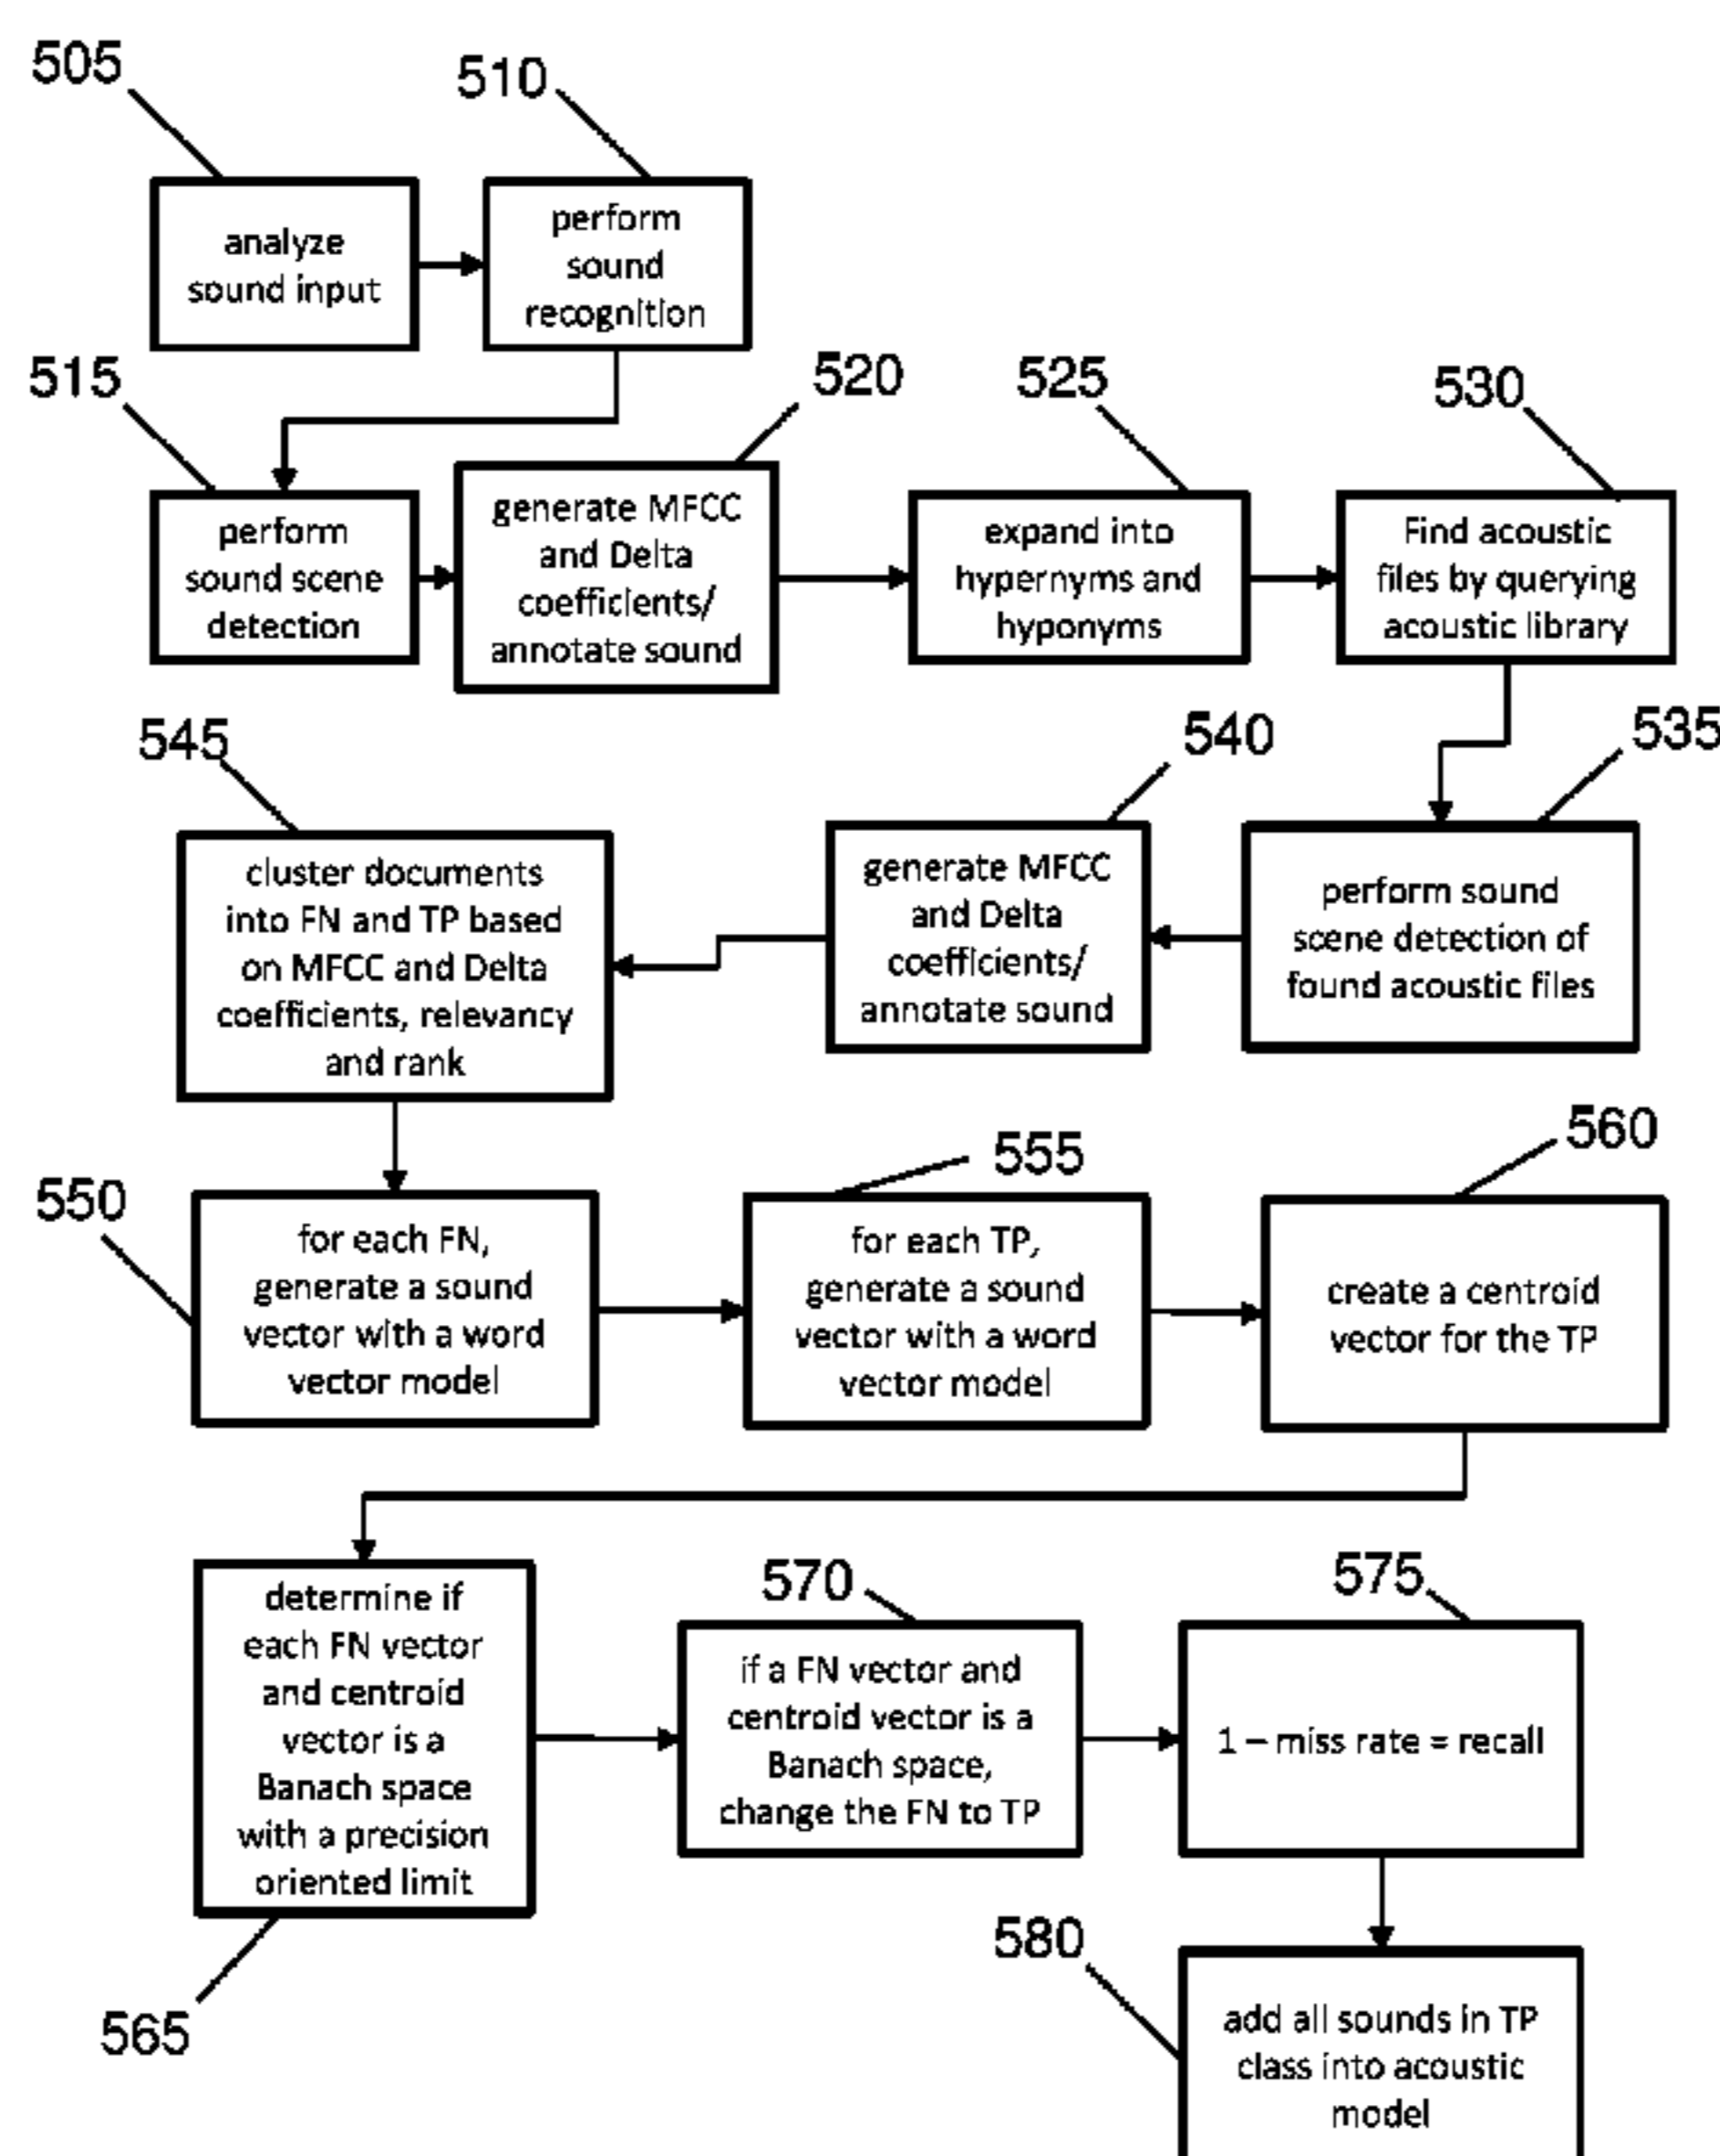 505
510
analyze
sound input
perform
sound
recognition
515
520
525
530
perform
sound scene
detection
generate MFCC
and Delta
coefficients/
annotate sound
expand into
hypernyms and
hyponyms
Find acoustic
files by querying
acoustic library
545
540
535
cluster documents
into FN and TP based
on MFCC and Delta
coefficients, relevancy
and rank
generate MFCC
and Delta
coefficients/
annotate sound
perform sound
scene detection of
found acoustic files
550
555
560
for each FN,
generate a sound
vector with a word
vector model
for each TP,
generate a sound
vector with a word
vector model
create a centroid
vector for the TP
determine if
each FN vector
and centroid
vector is a
Banach space
with a precision
oriented limit
565
570
if a FN vector and
centroid vector is a
Banach space,
change the FN to TP
575
1 – miss rate = recall
580
add all sounds in TP
class into acoustic
model